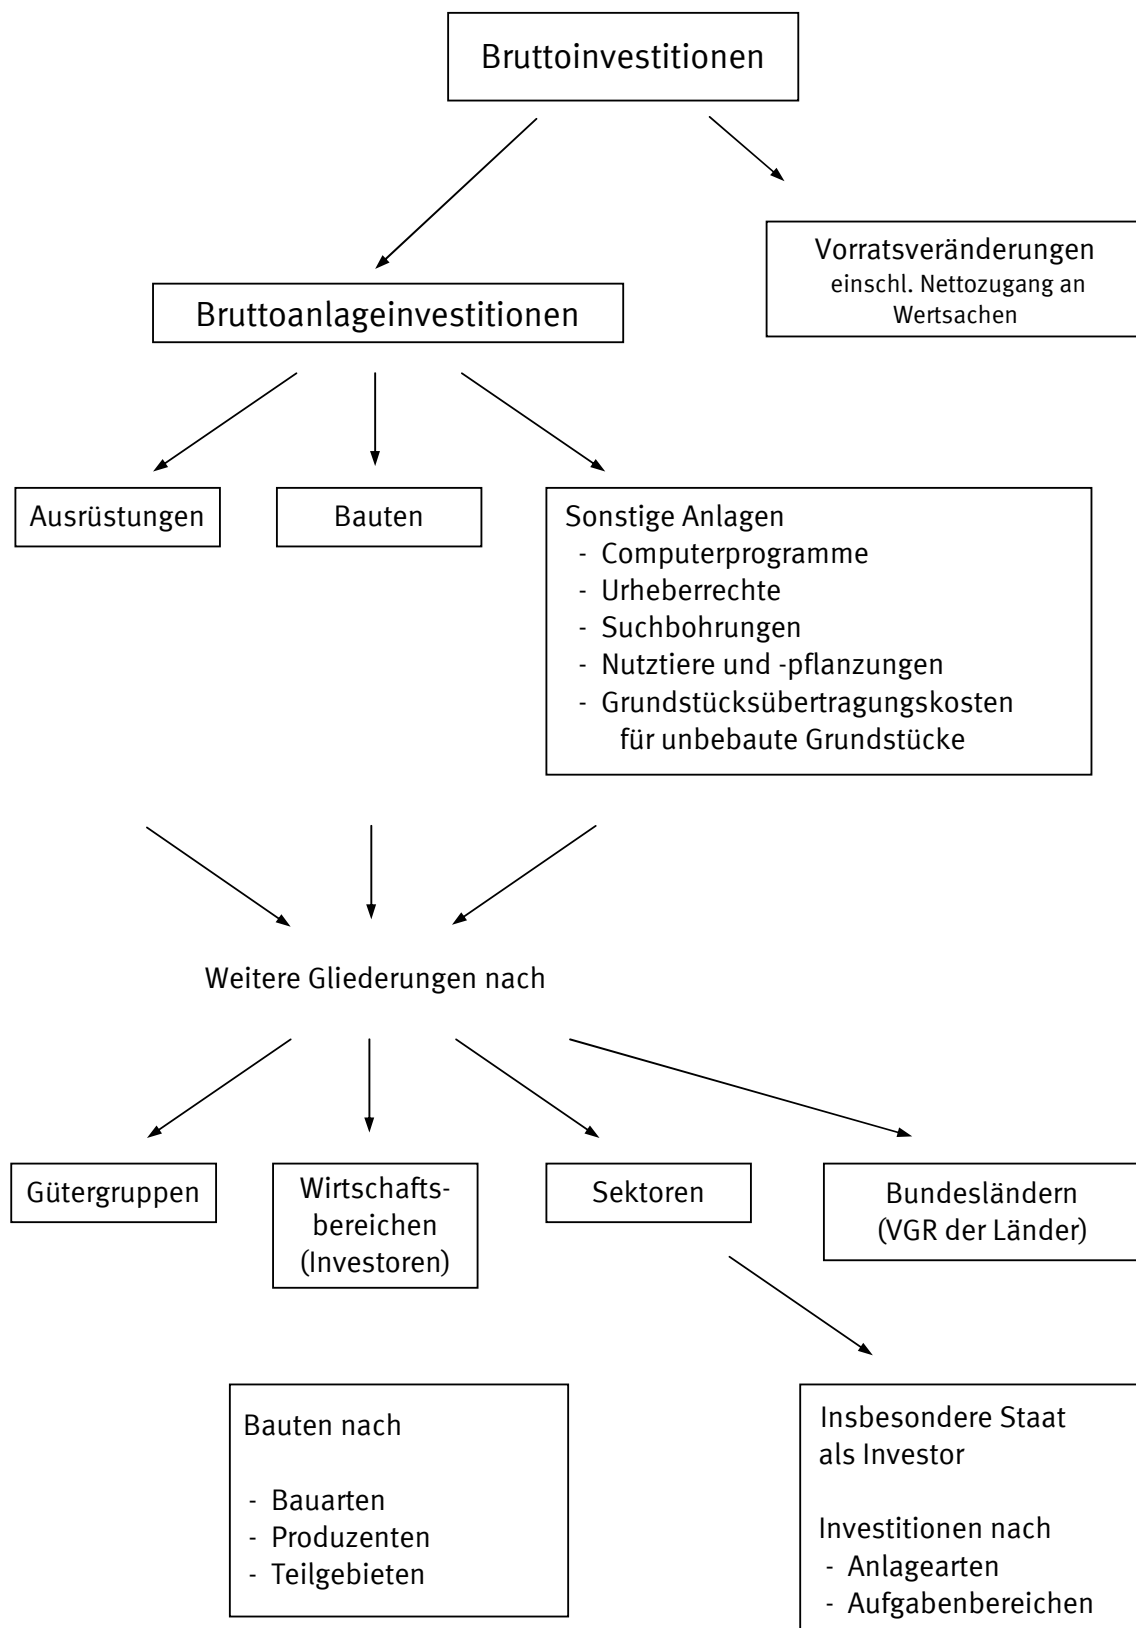 Bruttoinvestitionen
Vorratsveränderungen
einschl. Nettozugang an
Wertsachen
Bruttoanlageinvestitionen
Ausrüstungen
Bauten
Sonstige Anlagen
- Computerprogramme
- Urheberrechte
- Suchbohrungen
- Nutztiere und -pflanzungen
- Grundstücksübertragungskosten
für unbebaute Grundstücke
Weitere Gliederungen nach
Gütergruppen
Wirtschafts-
bereichen
(Investoren)
Sektoren
Bundesländern
(VGR der Länder)
Bauten nach
- Bauarten
- Produzenten
- Teilgebieten
Insbesondere Staat
als Investor
Investitionen nach
- Anlagearten
- Aufgabenbereichen